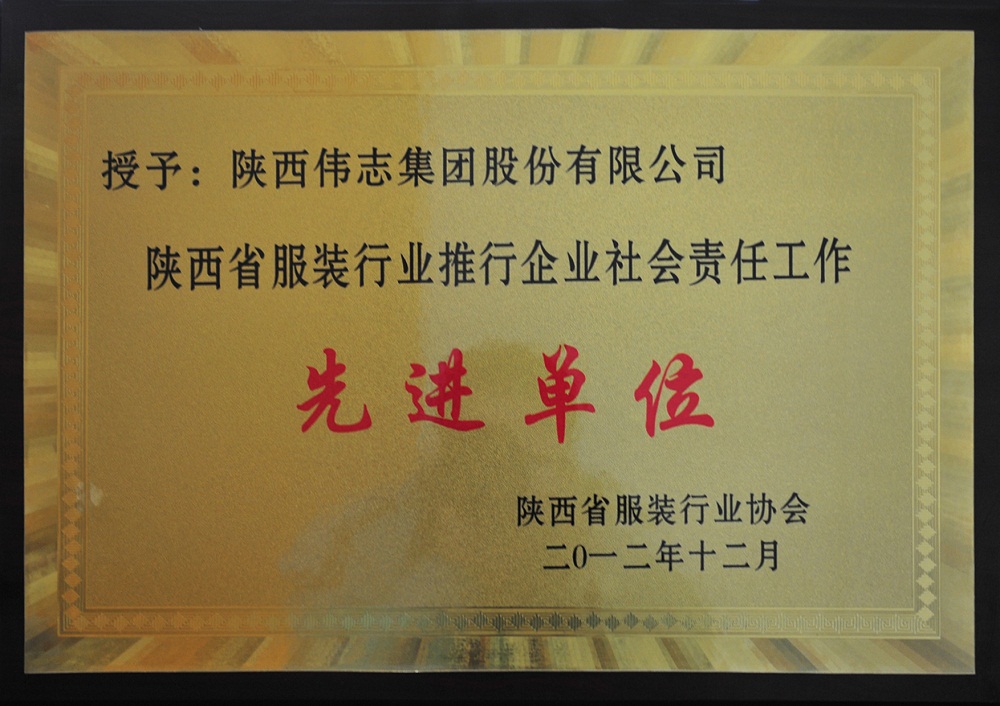 授予：陕西伟志集团股份有限公司
陕西省服装行业推行企业社会责任工作
先进单位
陕西省服装行业协会
二0一二年十二月